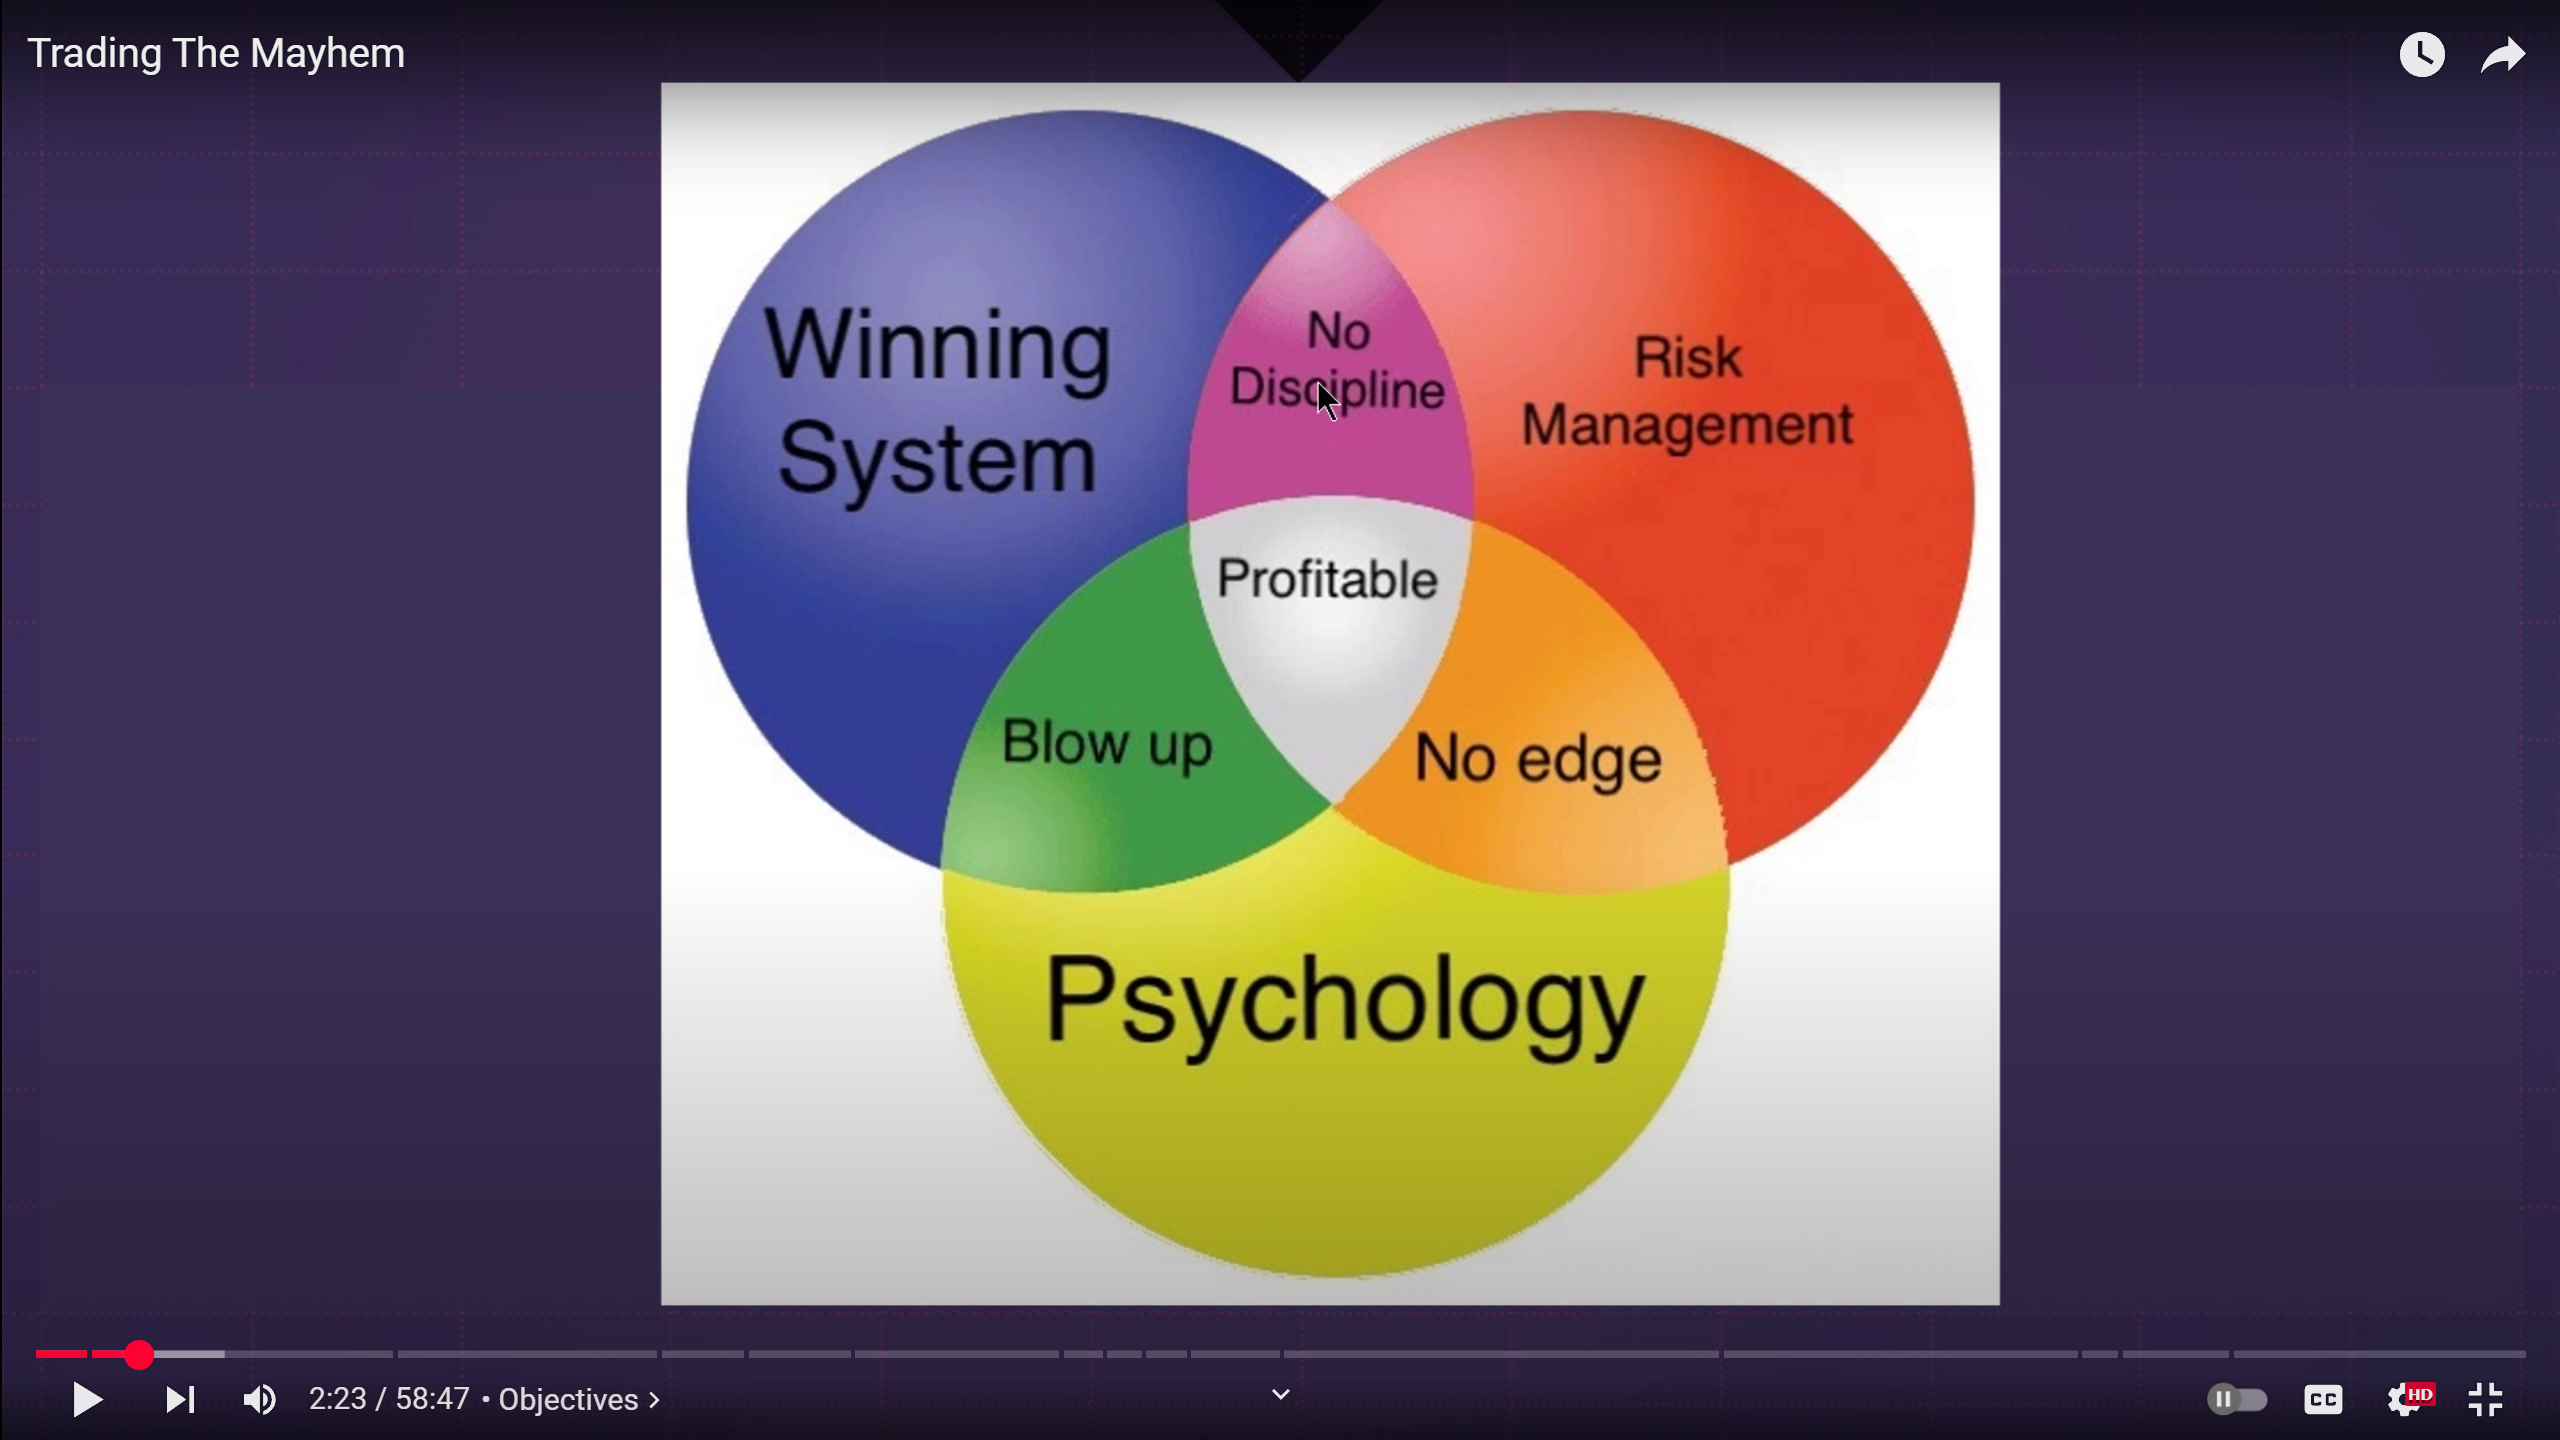 Trading The Mayhem
Winning
System
No
Discipline
Risk
Management
Profitable
Blow up
No edge
Psychology
2:23 / 58:47 • Objectives
CC
HD